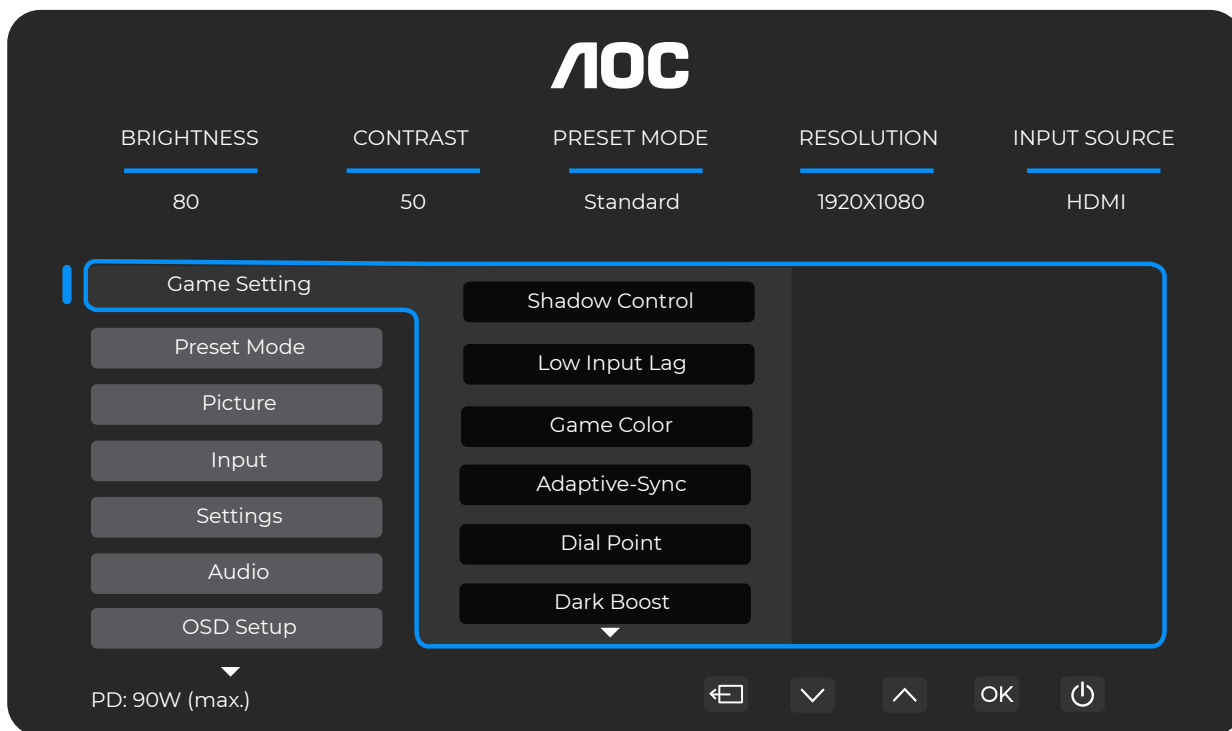 AOC
BRIGHTNESS CONTRAST PRESET MODE RESOLUTION INPUT SOURCE
80 50 Standard 1920X1080 HDMI
Game Setting
Preset Mode
Picture
Input
Settings
Audio
OSD Setup
Shadow Control
Low Input Lag
Game Color
Adaptive-Sync
Dial Point
Dark Boost
PD: 90W (max.)
OK